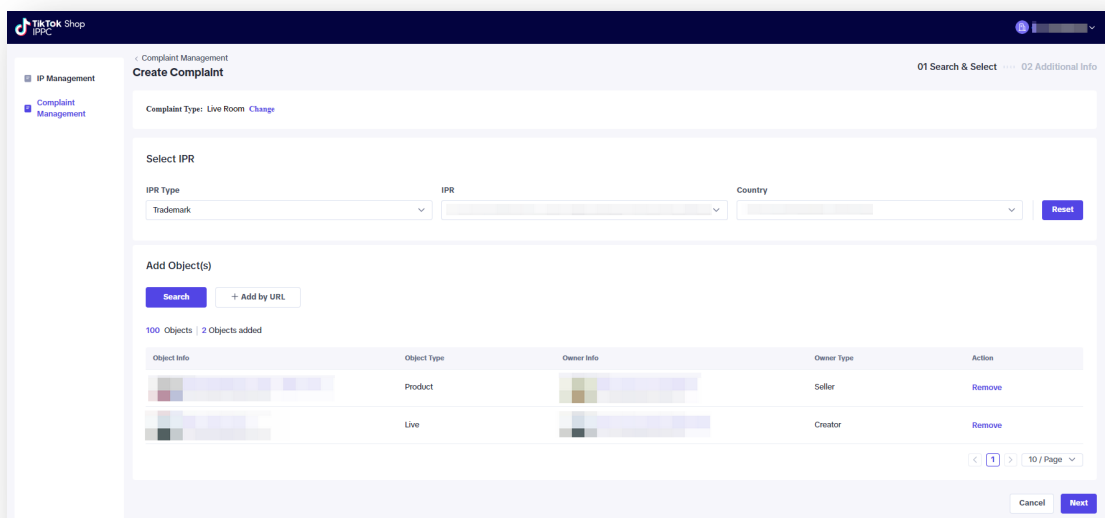 TikTok Shop
IPPC
IP Management
Complaint
Management
< Complaint Management
Create Complaint
01 Search & Select ···· 02 Additional Info
Complaint Type: Live Room Change
Select IPR
IPR Type
IPR
Country
Trademark
Reset
Add Object(s)
Search
+ Add by URL
100 Objects | 2 Objects added
Object Info Object Type Owner Info Owner Type Action
Product Seller Remove
Live Creator Remove
< 1 > 10 / Page
Cancel Next